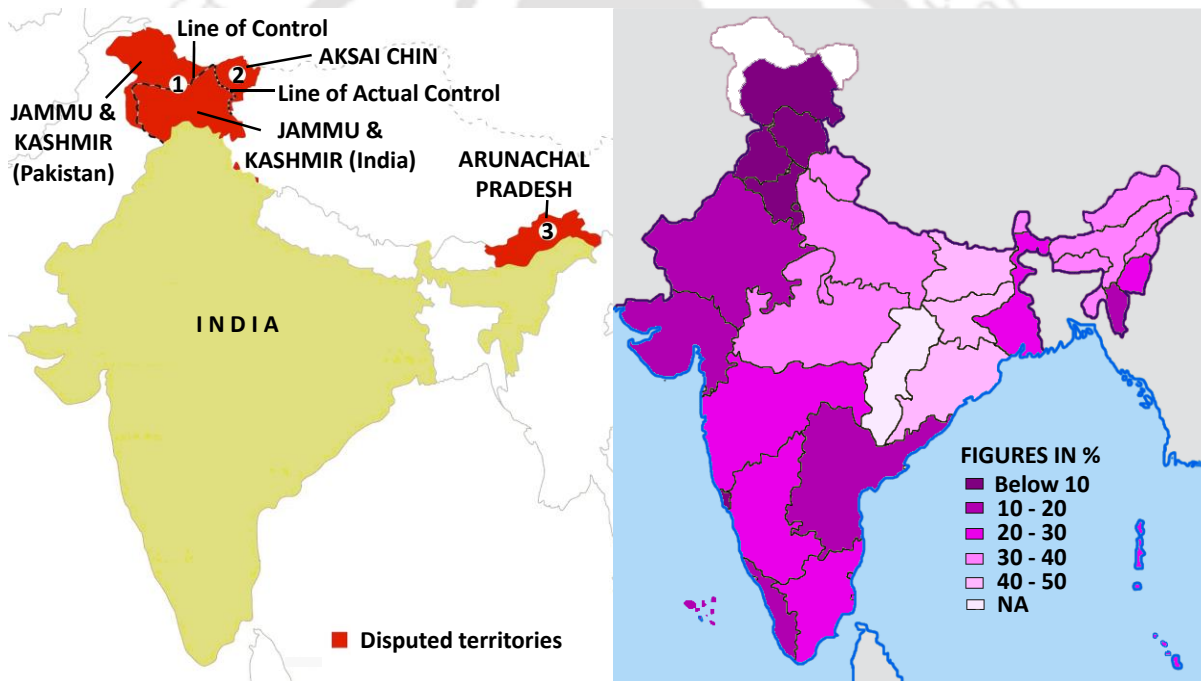 Line of Control
AKSAI CHIN
2
1
Line of Actual Control
JAMMU &
KASHMIR
(Pakistan)
JAMMU &
KASHMIR (India)
ARUNACHAL
PRADESH
3
INDIA
Disputed territories
FIGURES IN %
Below 10
10 - 20
20 - 30
30 - 40
40 - 50
NA